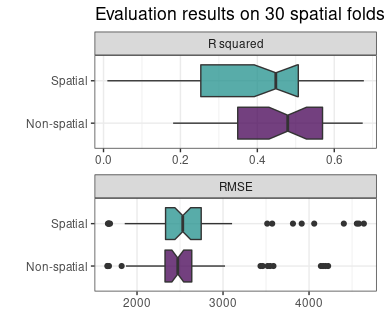 Evaluation results on 30 spatial folds
R squared
Spatial
Non-spatial
0.0 0.2 0.4 0.6
RMSE
Spatial
Non-spatial
2000 3000 4000